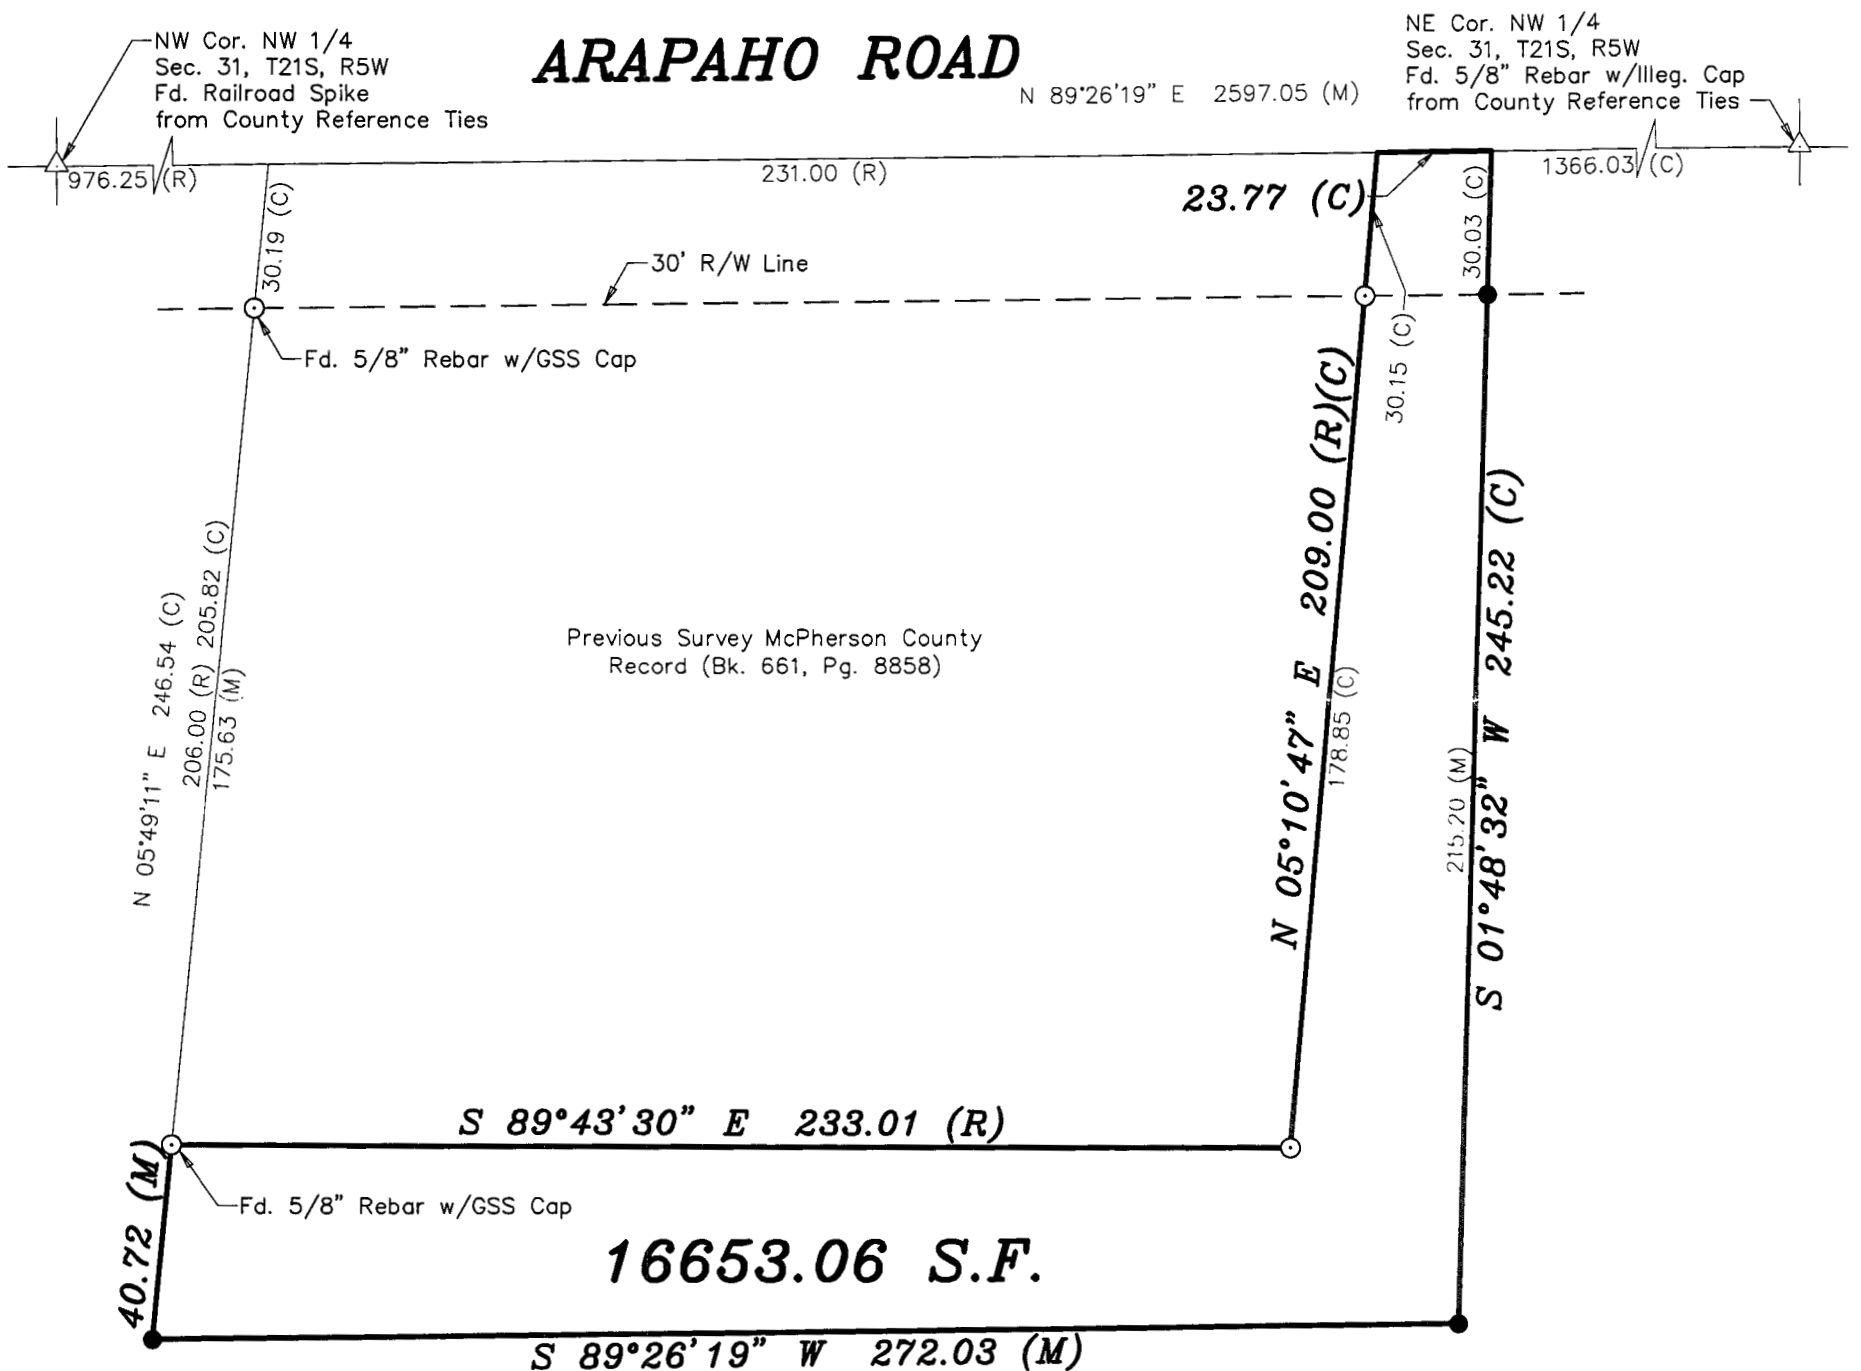 NW Cor. NW 1/4
Sec. 31, T21S, R5W
Fd. Railroad Spike
from County Reference Ties
ARAPAHO ROAD
N 89°26'19" E 2597.05 (M)
NE Cor. NW 1/4
Sec. 31, T21S, R5W
Fd. 5/8" Rebar w/Illeg. Cap
from County Reference Ties
976.25 (R)
231.00 (R)
1366.03 (C)
23.77 (C)
30.19 (C)
30.03 (C)
30' R/W Line
Fd. 5/8" Rebar w/GSS Cap
30.15 (C)
N 05°49'11" E 246.54 (C)
206.00 (R) 205.82 (C)
175.63 (M)
Previous Survey McPherson County
Record (Bk. 661, Pg. 8858)
N 05°10'47" E 209.00 (R)(C)
178.85 (C)
215.20 (M)
S 01°48'32" W 245.22 (C)
S 89°43'30" E 233.01 (R)
40.72 (M)
Fd. 5/8" Rebar w/GSS Cap
16653.06 S.F.
S 89°26'19" W 272.03 (M)